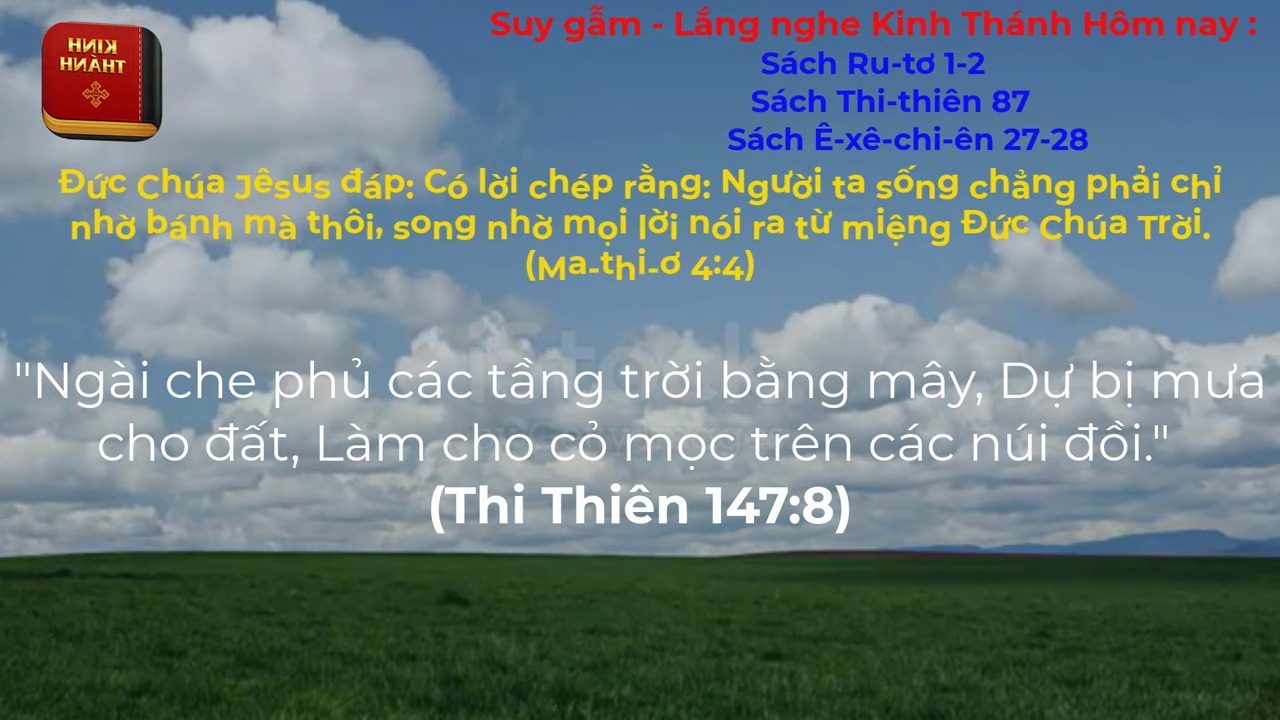 KINH
THÀNH
Suy gẫm - Lắng nghe Kinh Thánh Hôm nay :
Sách Ru-tơ 1-2
Sách Thi-thiên 87
Sách Ê-xê-chi-ên 27-28
Đức Chúa Jêsus đáp: Có lời chép rằng: Người ta sống chẳng phải chỉ
nhờ bánh mà thôi, song nhờ mọi lời nói ra từ miệng Đức Chúa Trời.
(Ma-thi-ơ 4:4)
"Ngài che phủ các tầng trời bằng mây, Dự bị mưa
cho đất, Làm cho cỏ mọc trên các núi đồi."
(Thi Thiên 147:8)